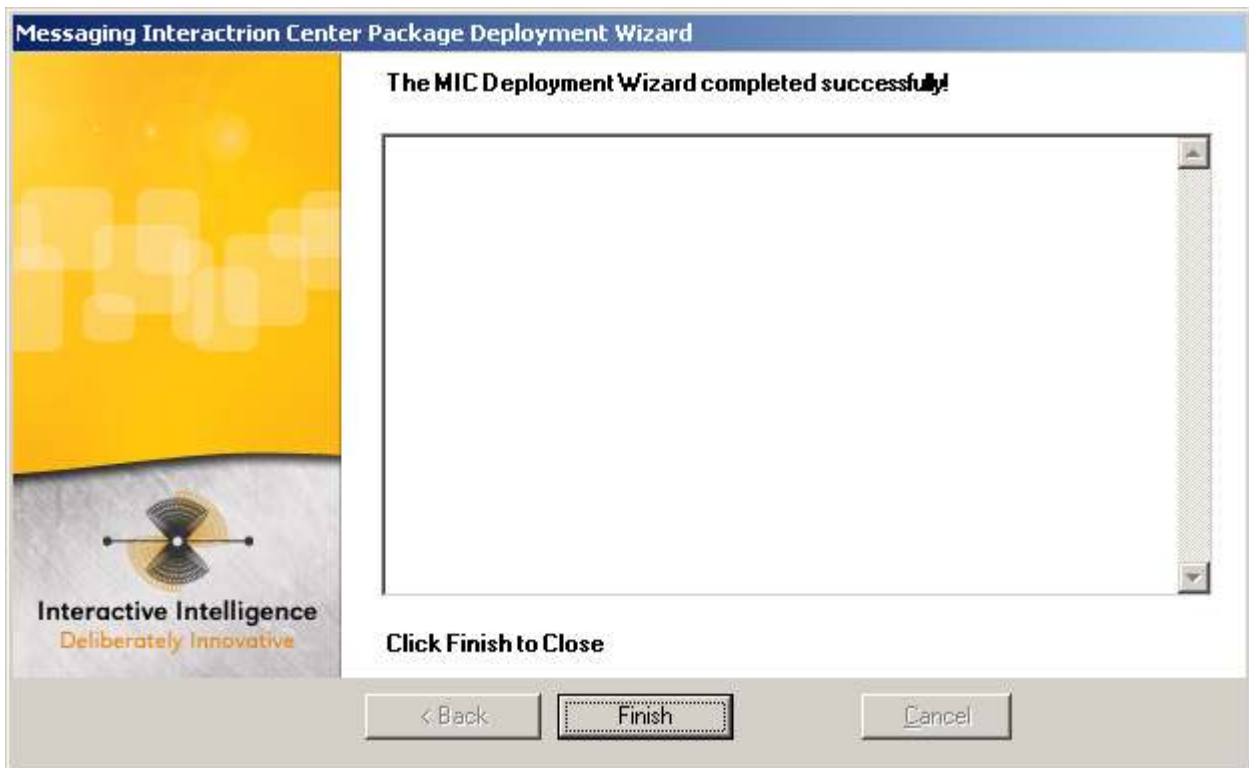 Messaging Interactrion Center Package Deployment Wizard
The MIC Deployment Wizard completed successfully!
Interactive Intelligence
Deliberately Innovative
Click Finish to Close
< Back
Finish
Cancel